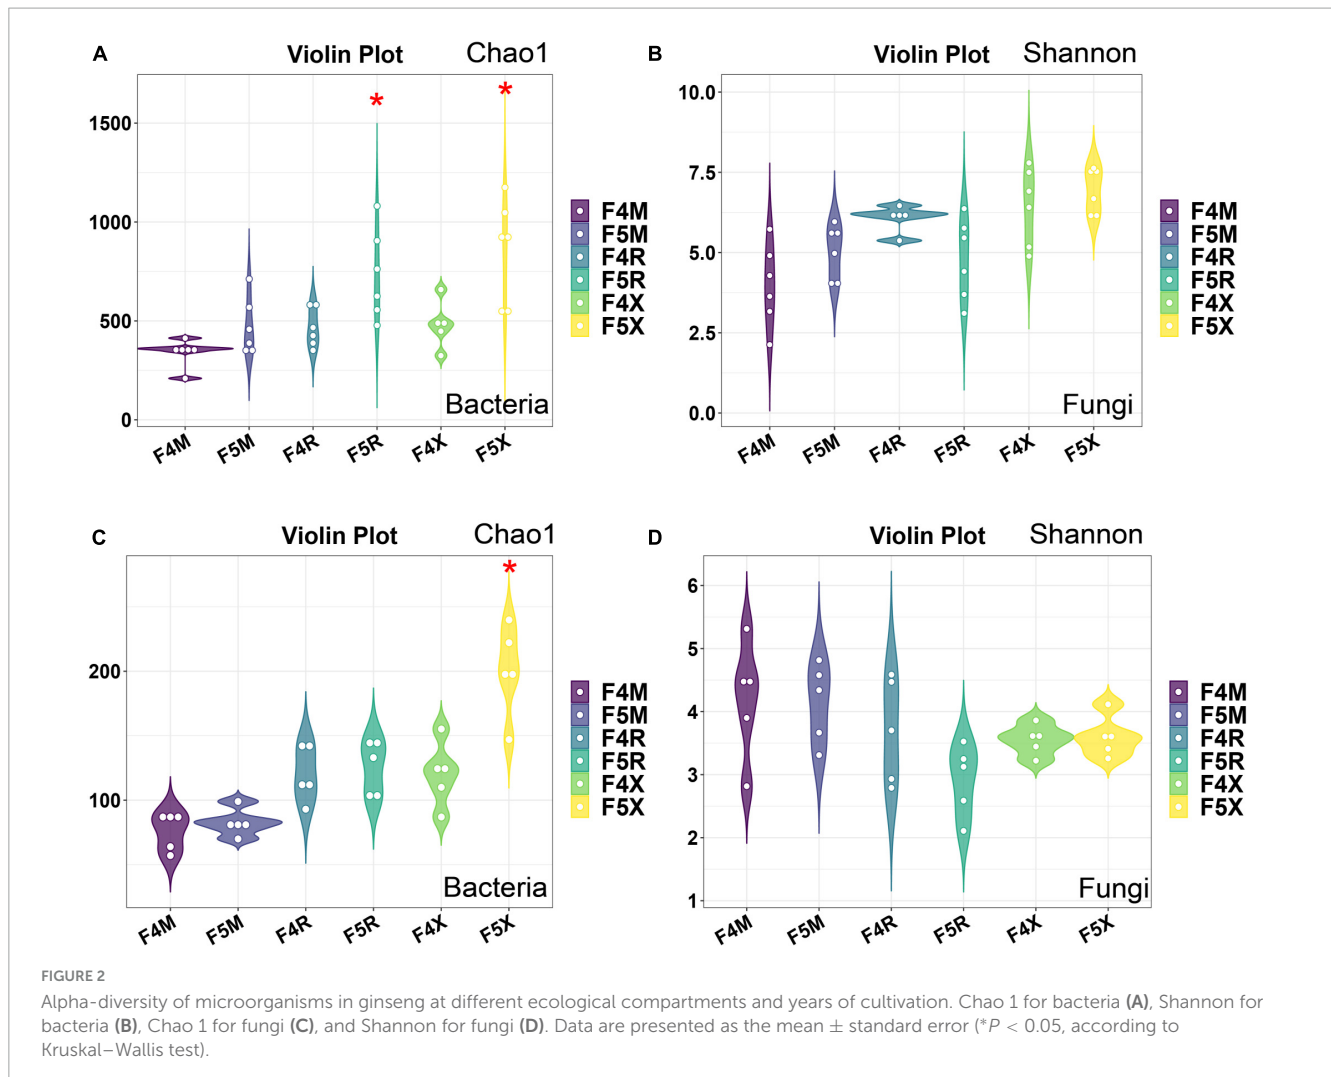 A Violin Plot Chao1
1500
1000
500
0
Bacteria
F4M F5M F4R F5R F4X F5X
F4M
F5M
F4R
F5R
F4X
F5X
B Violin Plot Shannon
10.0
7.5
5.0
2.5
0.0
Fungi
F4M F5M F4R F5R F4X F5X
F4M
F5M
F4R
F5R
F4X
F5X
C Violin Plot Chao1
*
200
100
Bacteria
F4M F5M F4R F5R F4X F5X
F4M
F5M
F4R
F5R
F4X
F5X
D Violin Plot Shannon
6
5
4
3
2
1
Fungi
F4M F5M F4R F5R F4X F5X
F4M
F5M
F4R
F5R
F4X
F5X
FIGURE 2
Alpha-diversity of microorganisms in ginseng at different ecological compartments and years of cultivation. Chao 1 for bacteria (A), Shannon for
bacteria (B), Chao 1 for fungi (C), and Shannon for fungi (D). Data are presented as the mean ± standard error (*P < 0.05, according to
Kruskal–Wallis test).